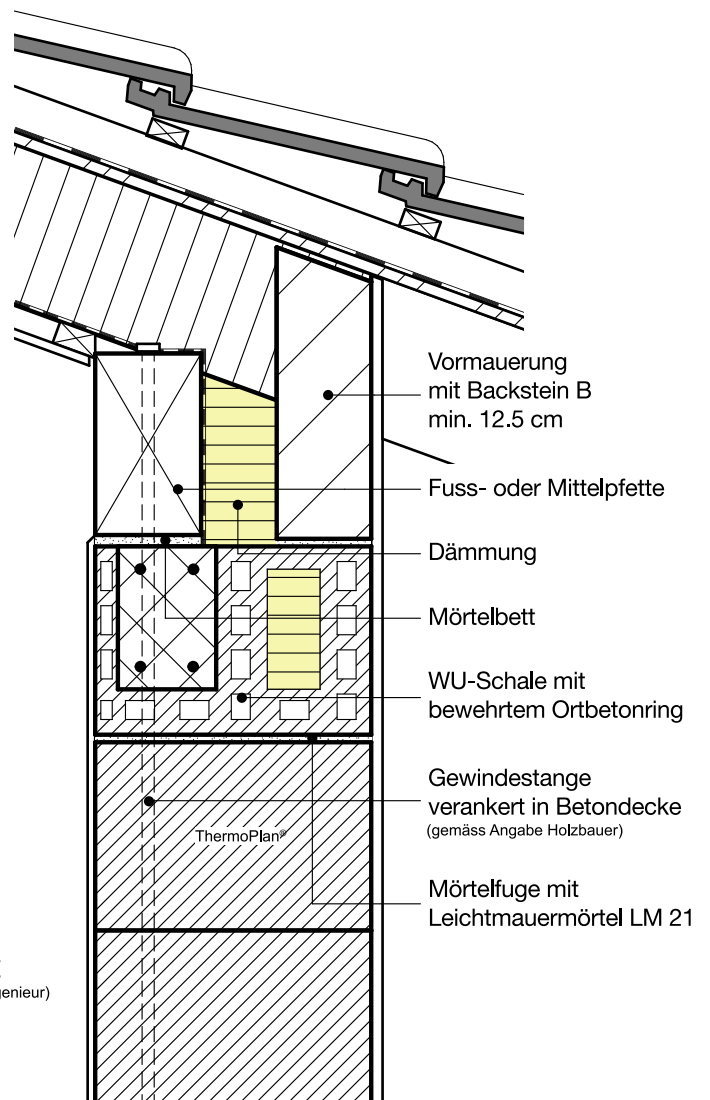 Vormauerung
mit Backstein B
min. 12.5 cm
Fuss- oder Mittelpfette
Dämmung
Mörtelbett
WU-Schale mit
bewehrtem Ortbetonring
Gewindestange
verankert in Betondecke
(gemäss Angabe Holzbauer)
ThermoPlan®
Mörtelfuge mit
Leichtmauermörtel LM 21
genieur)